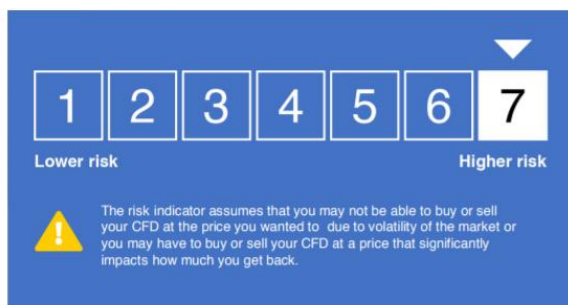 1 2 3 4 5 6 7
Lower risk Higher risk
The risk indicator assumes that you may not be able to buy or sell
your CFD at the price you wanted to due to volatility of the market or
you may have to buy or sell your CFD at a price that significantly
impacts how much you get back.